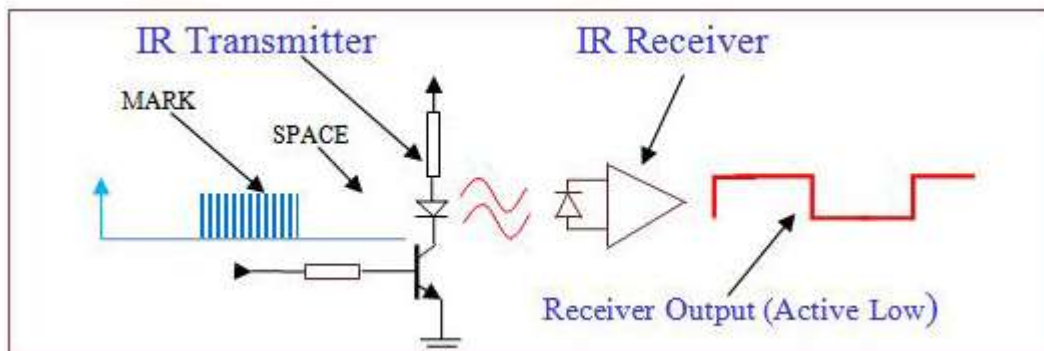 IR Transmitter
IR Receiver
MARK
SPACE
Receiver Output (Active Low)